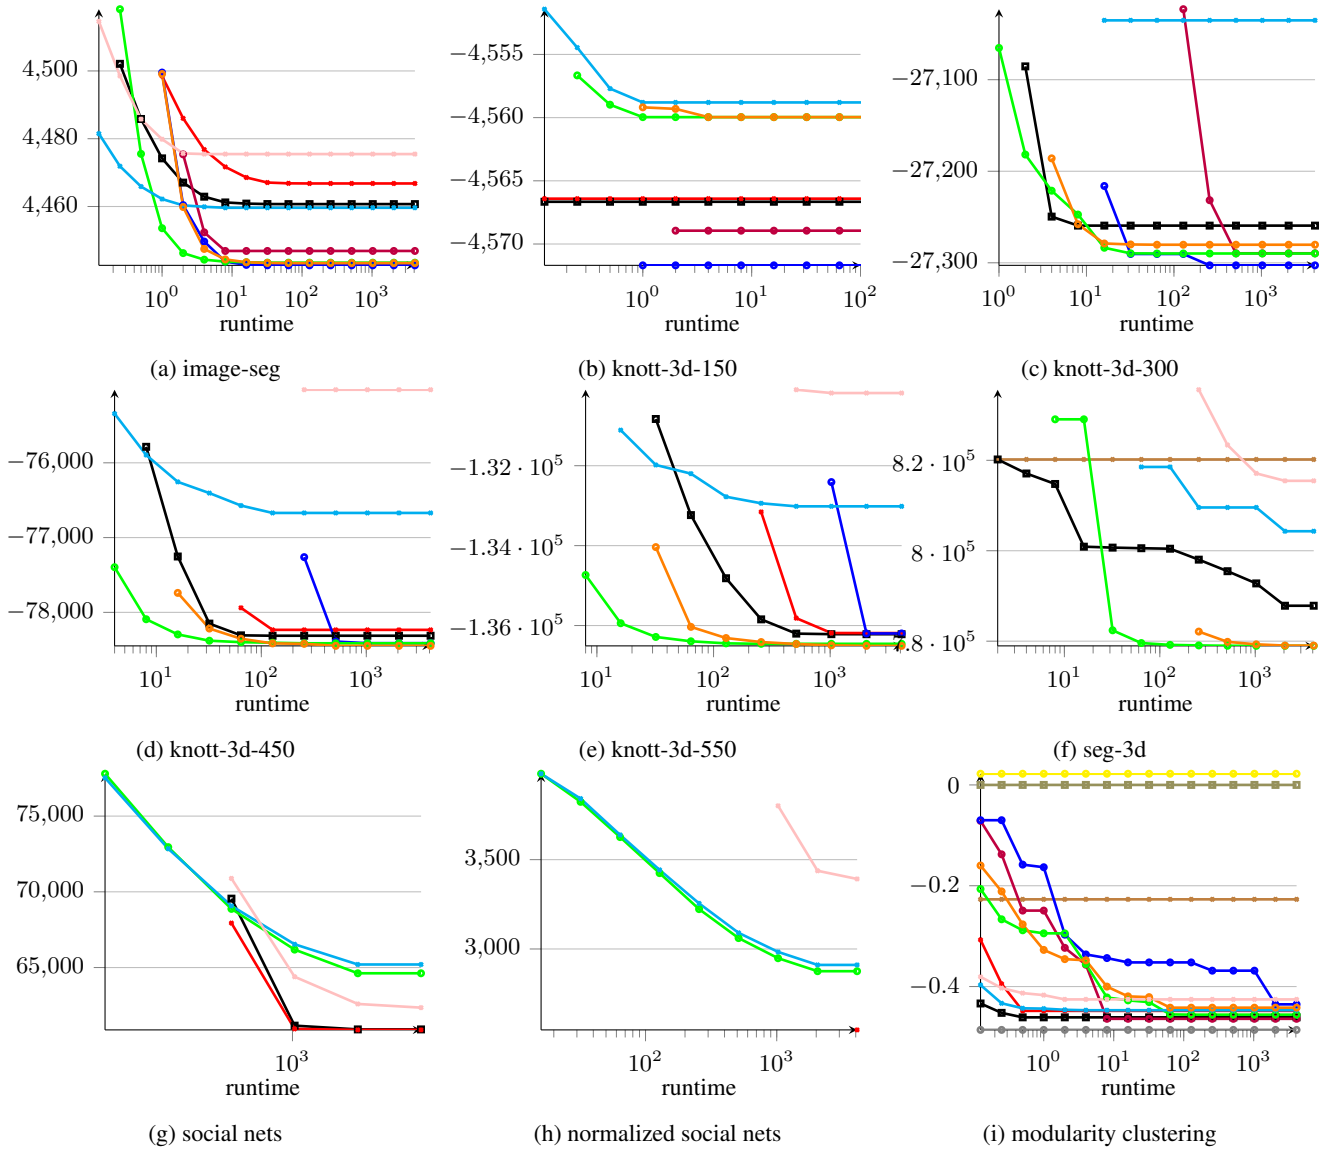 4,500
4,480
4,460
10^0 10^1 10^2 10^3
runtime
(a) image-seg
−4,555
−4,560
−4,565
−4,570
10^0 10^1 10^2
runtime
(b) knott-3d-150
−27,100
−27,200
−27,300
10^0 10^1 10^2 10^3
runtime
(c) knott-3d-300
−76,000
−77,000
−78,000
10^1 10^2 10^3
runtime
(d) knott-3d-450
−1.32 · 10^5
−1.34 · 10^5
−1.36 · 10^5
10^1 10^2 10^3
runtime
(e) knott-3d-550
8.2 · 10^5
8 · 10^5
.8 · 10^5
10^1 10^2 10^3
runtime
(f) seg-3d
75,000
70,000
65,000
10^3
runtime
(g) social nets
3,500
3,000
10^2 10^3
runtime
(h) normalized social nets
0
−0.2
−0.4
10^0 10^1 10^2 10^3
runtime
(i) modularity clustering